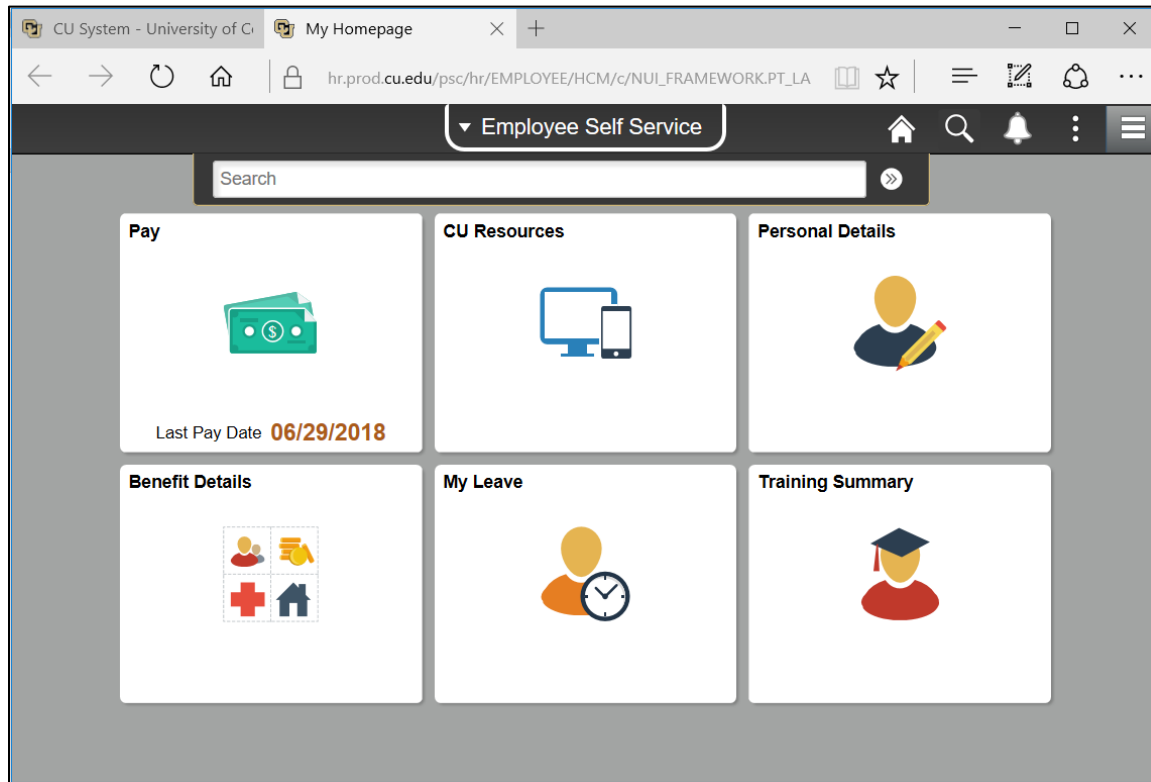 CU System - University of C
My Homepage
hr.prod.cu.edu/psc/hr/EMPLOYEE/HCM/c/NUI_FRAMEWORK.PT_LA
Employee Self Service
Search
Pay
CU Resources
Personal Details
$
Last Pay Date 06/29/2018
Benefit Details
My Leave
Training Summary